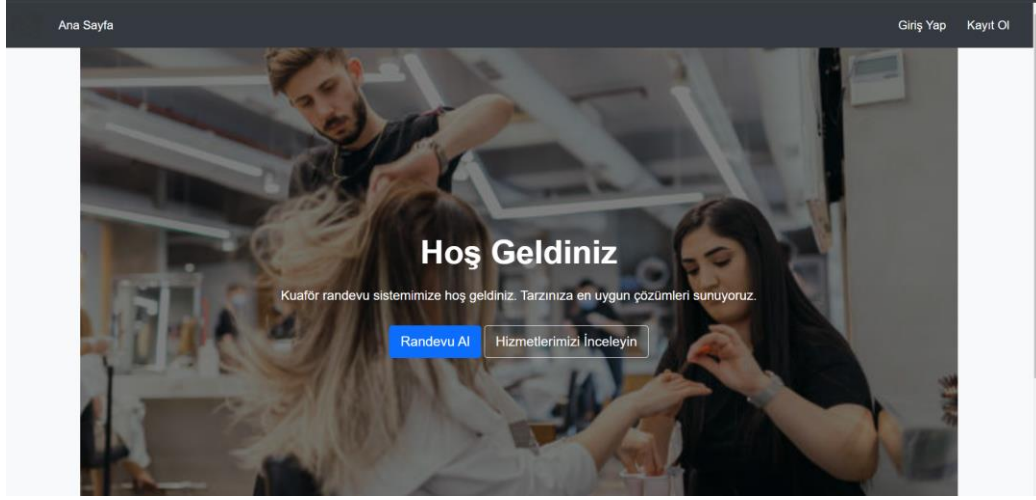 Ana Sayfa
Giriş Yap
Kayıt Ol
Hoş Geldiniz
Kuaför randevu sistemimize hoş geldiniz. Tarzınıza en uygun çözümleri sunuyoruz.
Randevu Al
Hizmetlerimizi İnceleyin